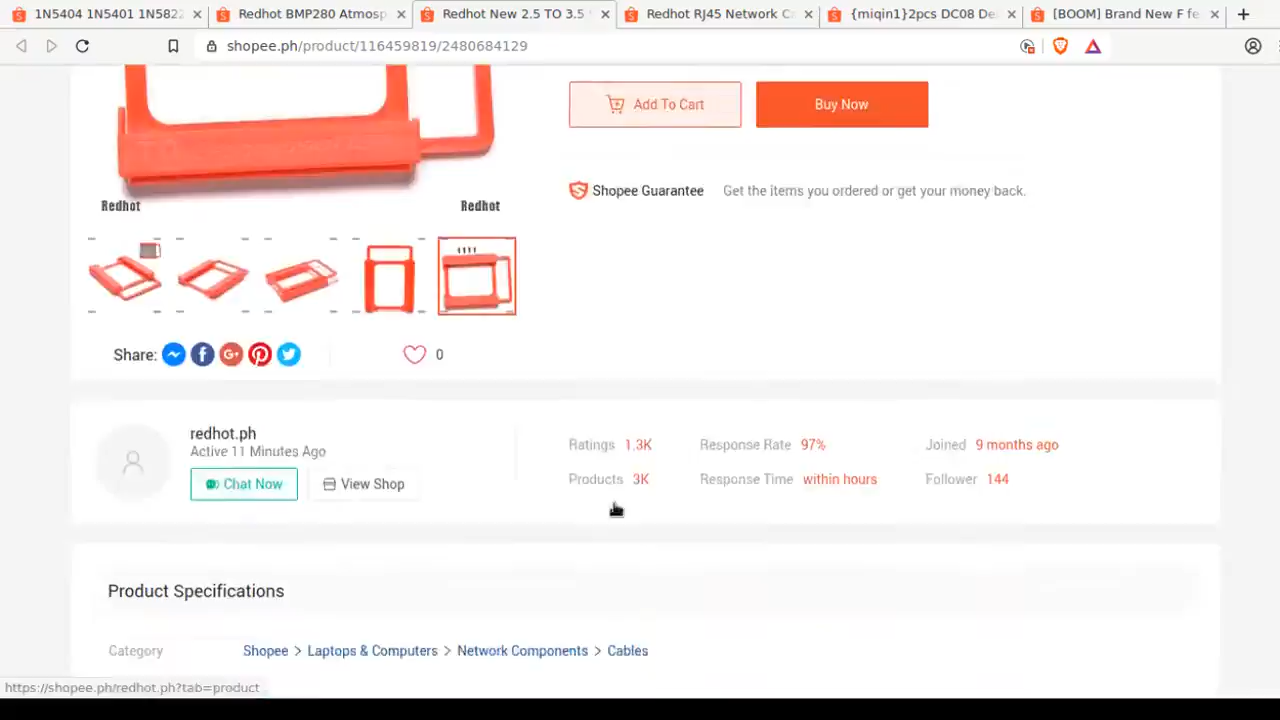 1N5404 1N5401 1N5822
Redhot BMP280 Atmosp
Redhot New 2.5 TO 3.5
Redhot RJ45 Network C
{miqin1}2pcs DC08 De
[BOOM] Brand New F fe
shopee.ph/product/116459819/2480684129
Add To Cart
Buy Now
Shopee Guarantee
Get the items you ordered or get your money back.
Redhot
Redhot
Share:
0
redhot.ph
Active 11 Minutes Ago
Chat Now
View Shop
Ratings 1.3K
Response Rate 97%
Joined 9 months ago
Products 3K
Response Time within hours
Follower 144
Product Specifications
Category
Shopee > Laptops & Computers > Network Components > Cables
https://shopee.ph/redhot.ph?tab=product